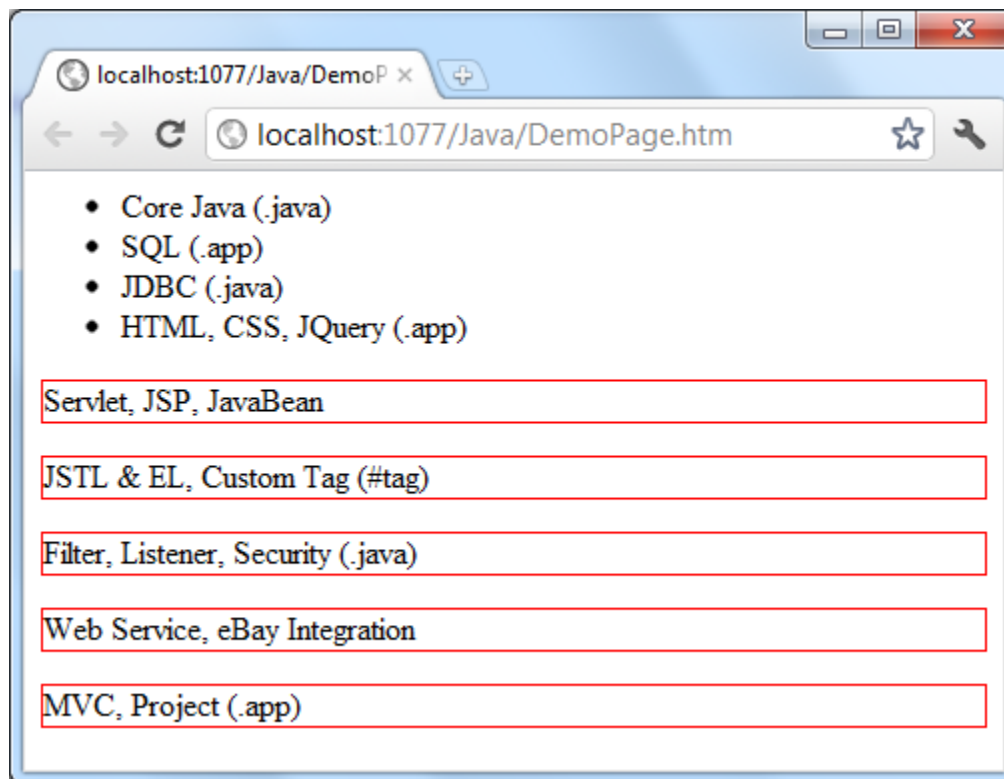 localhost:1077/Java/DemoP
localhost:1077/Java/DemoPage.htm
Core Java (.java)
SQL (.app)
JDBC (.java)
HTML, CSS, JQuery (.app)
Servlet, JSP, JavaBean
JSTL & EL, Custom Tag (#tag)
Filter, Listener, Security (.java)
Web Service, eBay Integration
MVC, Project (.app)